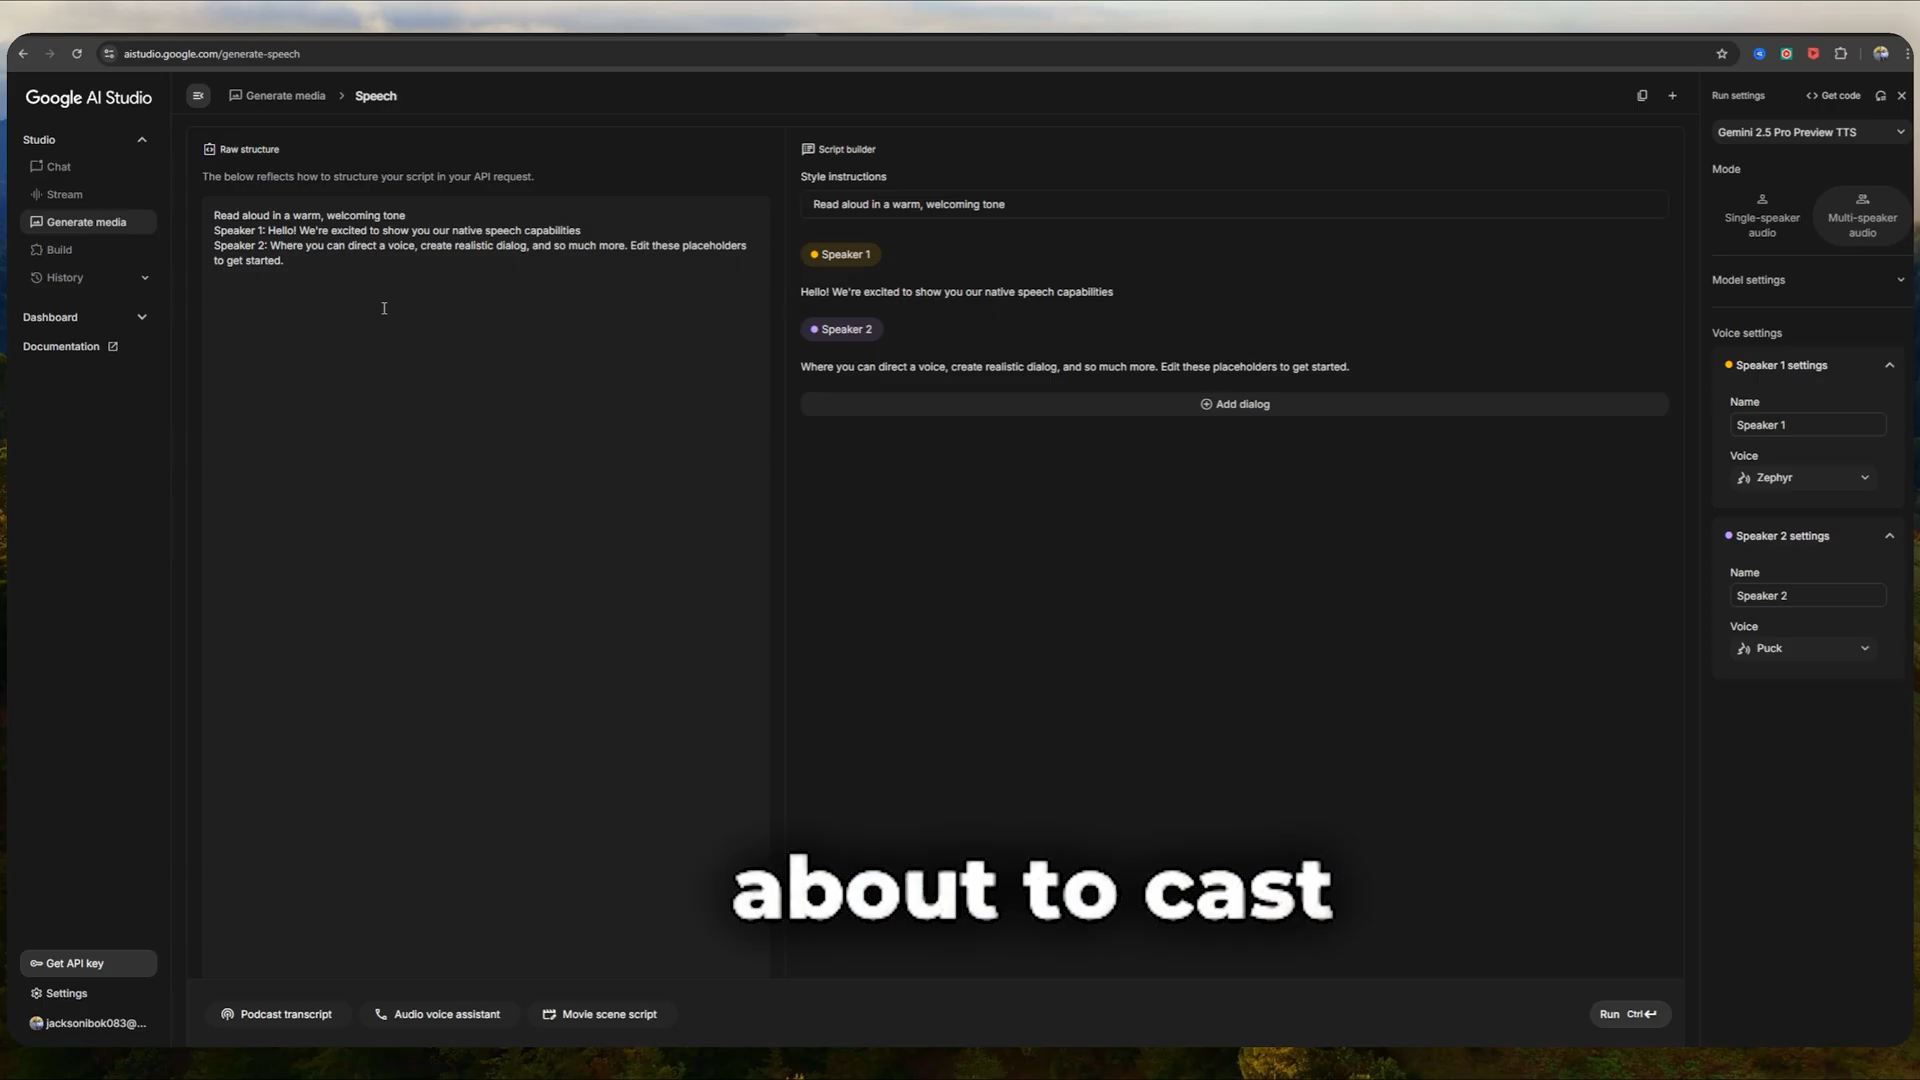 aistudio.google.com/generate-speech
Google AI Studio
Studio
Chat
Stream
Generate media
Build
History
Dashboard
Documentation
Get API key
Settings
jacksonibok083@...
Generate media > Speech
Raw structure
The below reflects how to structure your script in your API request.
Read aloud in a warm, welcoming tone
Speaker 1: Hello! We're excited to show you our native speech capabilities
Speaker 2: Where you can direct a voice, create realistic dialog, and so much more. Edit these placeholders
to get started.
Script builder
Style instructions
Read aloud in a warm, welcoming tone
Speaker 1
Hello! We're excited to show you our native speech capabilities
Speaker 2
Where you can direct a voice, create realistic dialog, and so much more. Edit these placeholders to get started.
Add dialog
about to cast
Podcast transcript
Audio voice assistant
Movie scene script
Run Ctrl
Run settings
<> Get code
Gemini 2.5 Pro Preview TTS
Mode
Single-speaker
audio
Multi-speaker
audio
Model settings
Voice settings
Speaker 1 settings
Name
Speaker 1
Voice
Zephyr
Speaker 2 settings
Name
Speaker 2
Voice
Puck